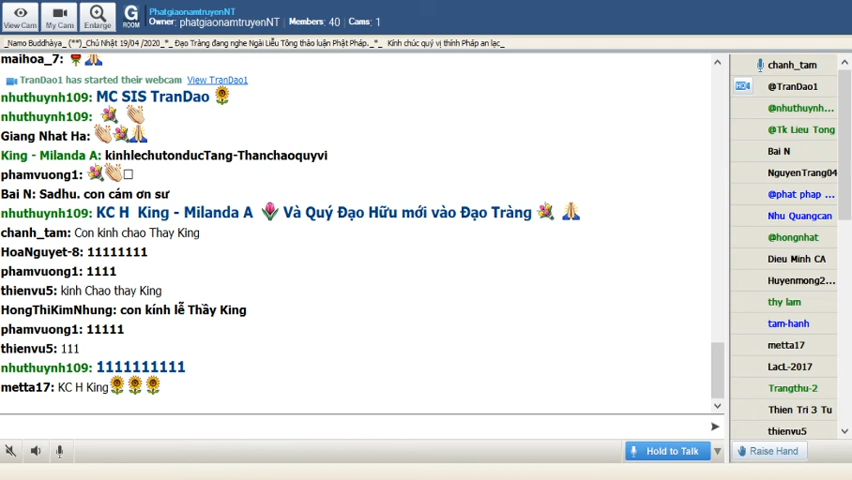 View Cam
My Cam
Enlarge
G
ROOM
PhatgiaonamtruyenNT
Owner: phatgiaonamtruyenNT   Members: 40   Cams: 1
_Namo Buddhàya_ (**)_Chủ Nhật 19/04 /2020_*_ Đạo Tràng đang nghe Ngài Liễu Tông thảo luận Phật Pháp._*_ Kính chúc quý vị thính Pháp an lạc_
maihoa_7:
TranDao1 has started their webcam View TranDao1
nhuthuynh109: MC SIS TranDao
nhuthuynh109:
Giang Nhat Ha:
King - Milanda A: kinhlechutonducTang-Thanchaoquyvi
phamvuong1:
Bai N: Sadhu. con cám ơn sư
nhuthuynh109: KC H King - Milanda A Và Quý Đạo Hữu mới vào Đạo Tràng
chanh_tam: Con kinh chao Thay King
HoaNguyet-8: 11111111
phamvuong1: 1111
thienvu5: kinh Chao thay King
HongThiKimNhung: con kính lễ Thầy King
phamvuong1: 11111
thienvu5: 111
nhuthuynh109: 1111111111
metta17: KC H King
Hold to Talk
chanh_tam
@TranDao1
@nhuthuynh...
@Tk Lieu Tong
Bai N
NguyenTrang04
@phat phap ...
Nhu Quangcan
@hongnhat
Dieu Minh CA
Huyenmong2...
thy lam
tam-hanh
metta17
LacL-2017
Trangthu-2
Thien Tri 3 Tu
thienvu5
Raise Hand